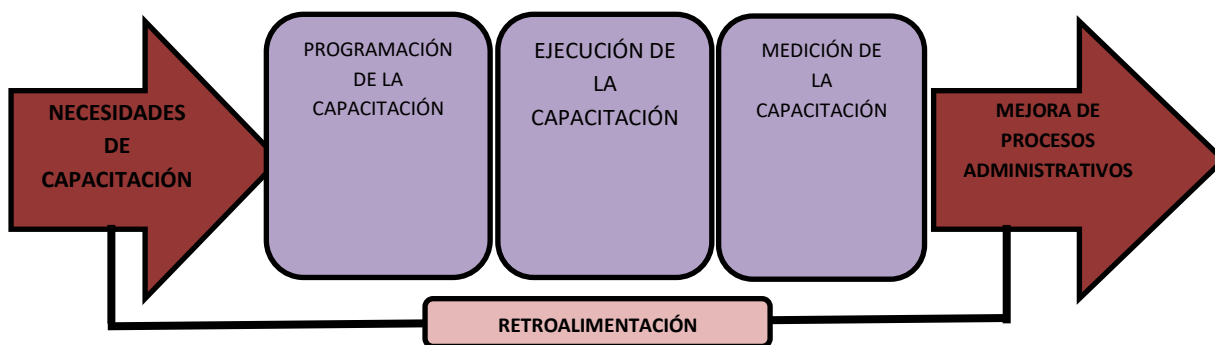 NECESIDADES
DE
CAPACITACIÓN
PROGRAMACIÓN
DE LA
CAPACITACIÓN
EJECUCIÓN DE
LA
CAPACITACIÓN
MEDICIÓN DE
LA
CAPACITACIÓN
MEJORA DE
PROCESOS
ADMINISTRATIVOS
RETROALIMENTACIÓN